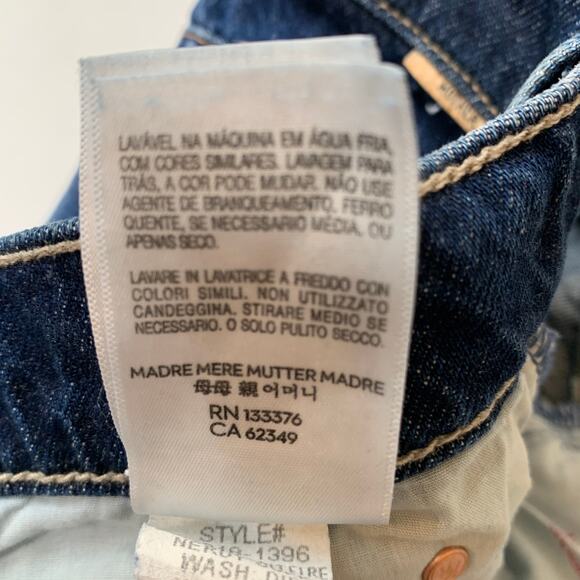 LAVÁVEL NA MÁQUINA EM ÁGUA FRIA,
COM CORES SIMILARES. LAVAGEM PARA
TRÁS, A COR PODE MUDAR. NÃO USE
AGENTE DE BRANQUEAMENTO. FERRO
QUENTE, SE NECESSARIO MÉDIA, OU
APENAS SECO.
LAVARE IN LAVATRICE A FREDDO CON
COLORI SIMILI. NON UTILIZZATO
CANDEGGINA. STIRARE MEDIO SE
NECESSARIO. O SOLO PULITO SECCO.
MADRE MERE MUTTER MADRE
母母 親 어머니
RN 133376
CA 62349
STYLE#
1396
WASH